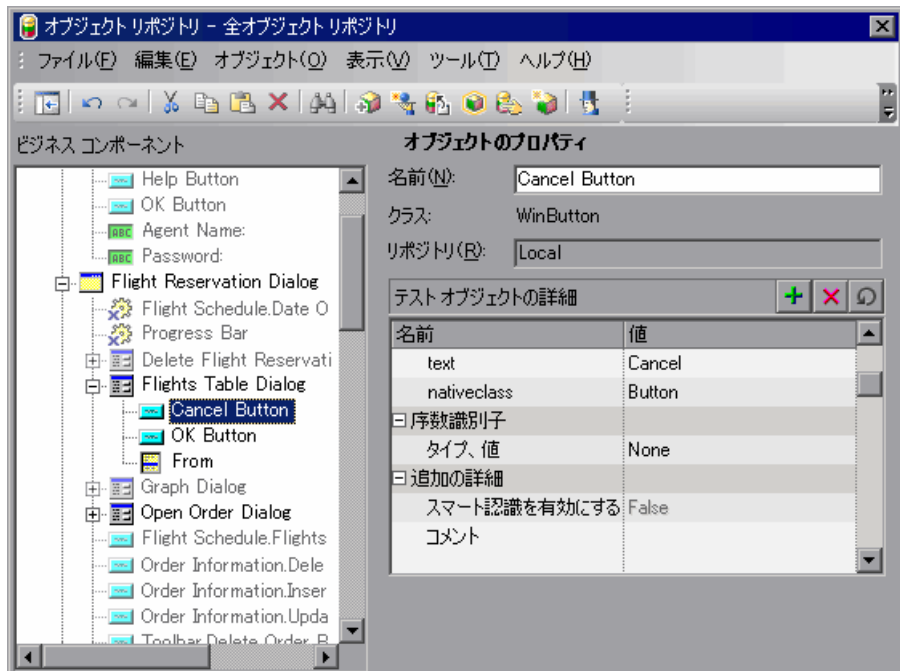 オブジェクト リポジトリ - 全オブジェクト リポジトリ
ファイル(F) 編集(E) オブジェクト(O) 表示(V) ツール(T) ヘルプ(H)
ビジネス コンポーネント
Help Button
OK Button
ABC Agent Name:
ABC Password:
Flight Reservation Dialog
Flight Schedule.Date O
Progress Bar
Delete Flight Reservati
Flights Table Dialog
Cancel Button
OK Button
From
Graph Dialog
Open Order Dialog
Flight Schedule.Flights
Order Information.Dele
Order Information.Inser
Order Information.Upda
Toolbar Delete Order B
オブジェクトのプロパティ
名前(N): Cancel Button
クラス: WinButton
リポジトリ(R): Local
テスト オブジェクトの詳細
名前 値
text Cancel
nativeclass Button
序数識別子
タイプ、値 None
追加の詳細
スマート認識を有効にする False
コメント